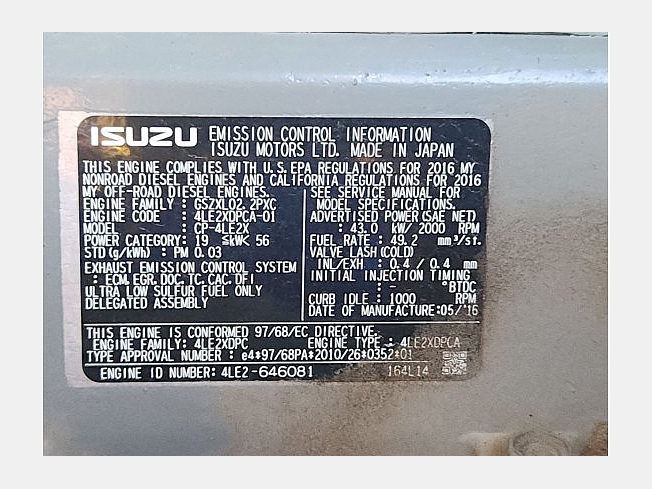 ISUZU EMISSION CONTROL INFORMATION
ISUZU MOTORS LTD. MADE IN JAPAN
THIS ENGINE COMPLIES WITH U.S.EPA REGULATIONS FOR 2016 MY
NONROAD DIESEL ENGINES AND CALIFORNIA REGULATIONS FOR 2016
MY OFF-ROAD DIESEL ENGINES.
ENGINE FAMILY : GSZXL02.2PXC
ENGINE CODE : 4LE2XDPCA-01
MODEL : CP-4LE2X
POWER CATEGORY: 19 ≦kW< 56
STD(g/kWh) : PM 0.03
EXHAUST EMISSION CONTROL SYSTEM
: ECM,EGR,DOC,TC,CAC,DFI
ULTRA LOW SULFUR FUEL ONLY
DELEGATED ASSEMBLY
SEE SERVICE MANUAL FOR
MODEL SPECIFICATIONS.
ADVERTISED POWER(SAE NET)
: 43.0 kW/ 2000 RPM
FUEL RATE : 49.2 mm³/st.
VALVE LASH(COLD)
INL/EXH : 0.4 / 0.4 mm
INITIAL INJECTION TIMING
: - °BTDC
CURB IDLE : 1000 RPM
DATE OF MANUFACTURE:05/'16
THIS ENGINE IS CONFORMED 97/68/EC DIRECTIVE.
ENGINE FAMILY: 4LE2XDPC ENGINE TYPE : 4LE2XDPCA
TYPE APPROVAL NUMBER : e4*97/68PA*2010/26*0352*01
ENGINE ID NUMBER: 4LE2-646081 164L14